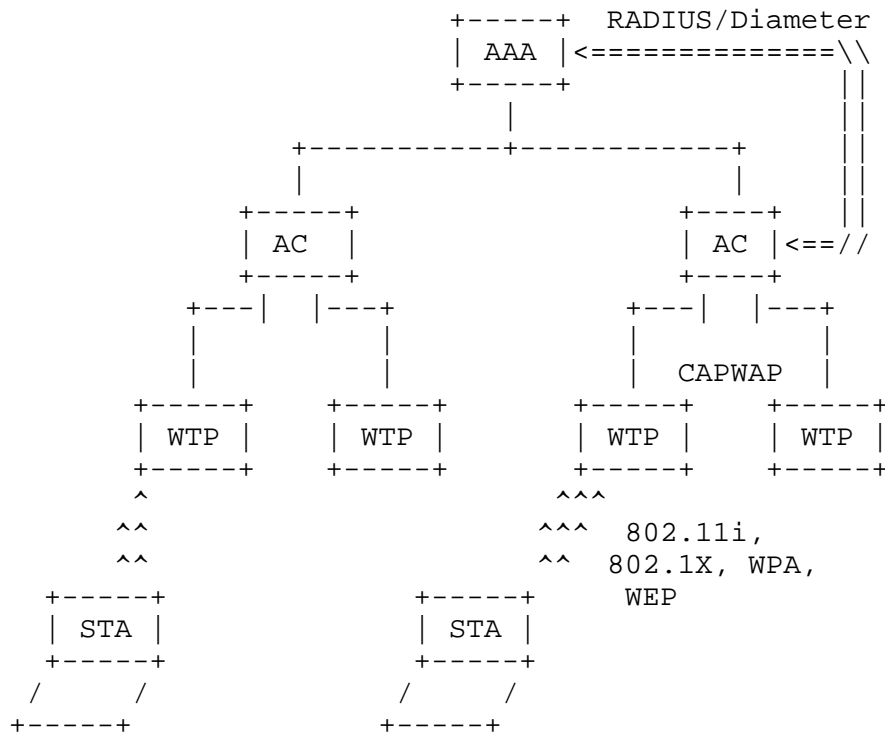 RADIUS/Diameter
AAA
AC AC
CAPWAP
WTP WTP WTP WTP
802.11i,
802.1X, WPA,
WEP
STA STA